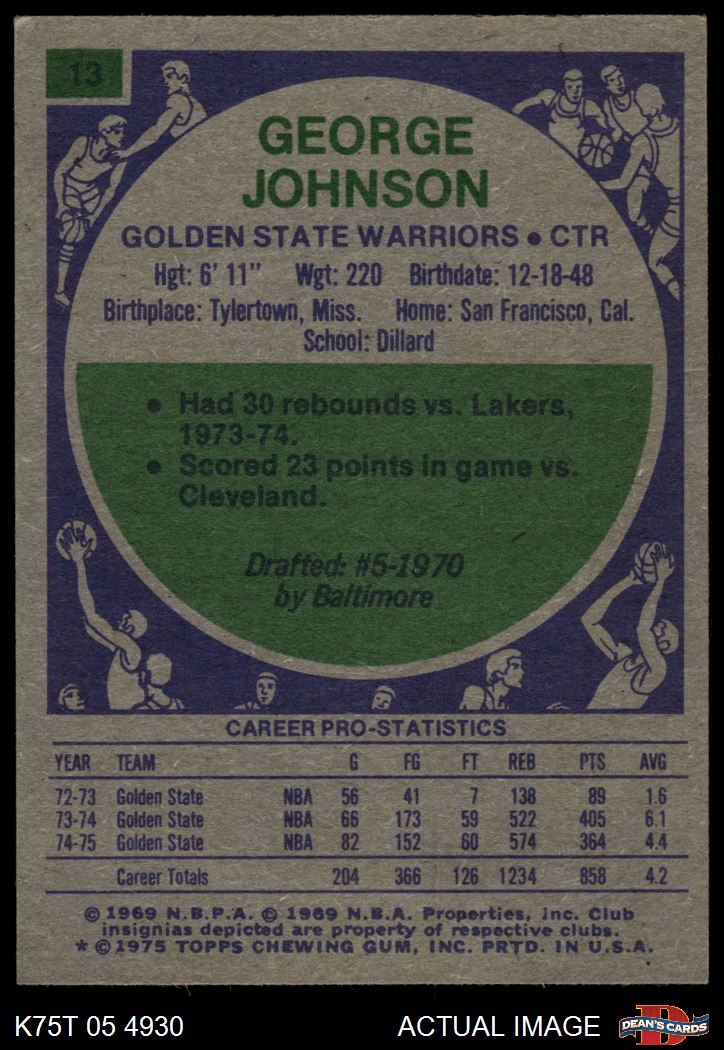 13
GEORGE
JOHNSON
GOLDEN STATE WARRIORS • CTR
Hgt: 6' 11" Wgt: 220 Birthdate: 12-18-48
Birthplace: Tylertown, Miss. Home: San Francisco, Cal.
School: Dillard
• Had 30 rebounds vs. Lakers,
1973-74.
• Scored 23 points in game vs.
Cleveland.
Drafted: #5-1970
by Baltimore
CAREER PRO-STATISTICS
YEAR TEAM G FG FT REB PTS AVG
72-73 Golden State NBA 56 41 7 138 89 1.6
73-74 Golden State NBA 66 173 59 522 405 6.1
74-75 Golden State NBA 82 152 60 574 364 4.4
Career Totals 204 366 126 1234 858 4.2
© 1969 N.B.P.A. © 1969 N.B.A. Properties, Inc. Club
insignias depicted are property of respective clubs.
* © 1975 TOPPS CHEWING GUM, INC. PRTD. IN U.S.A.
K75T 05 4930 ACTUAL IMAGE
D
DEAN'S CARDS